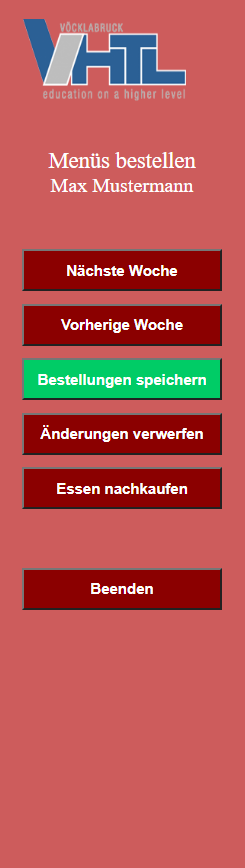 VÖCKLABRUCK
VHTL
education on a higher level
Menüs bestellen
Max Mustermann
Nächste Woche
Vorherige Woche
Bestellungen speichern
Änderungen verwerfen
Essen nachkaufen
Beenden